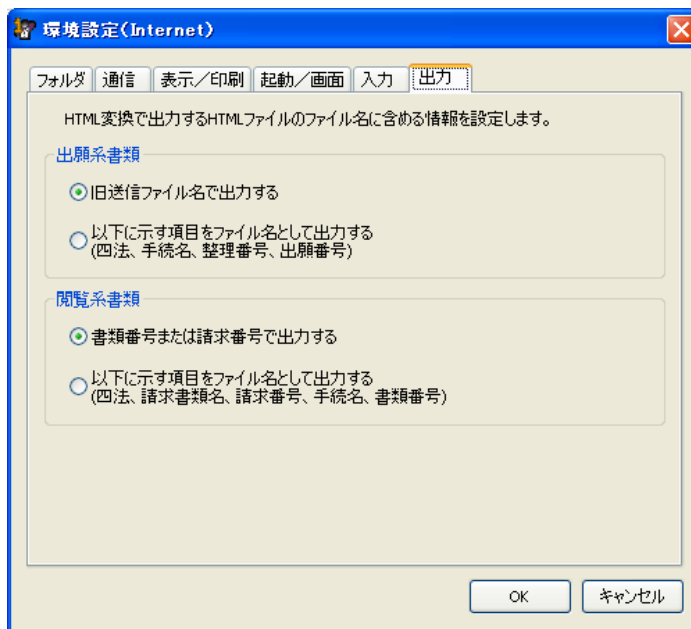 環境設定(Internet)
フォルダ 通信 表示／印刷 起動／画面 入力 出力
HTML変換で出力するHTMLファイルのファイル名に含める情報を設定します。
出願系書類
旧送信ファイル名で出力する
以下に示す項目をファイル名として出力する
(四法、手続名、整理番号、出願番号)
閲覧系書類
書類番号または請求番号で出力する
以下に示す項目をファイル名として出力する
(四法、請求書類名、請求番号、手続名、書類番号)
OK キャンセル